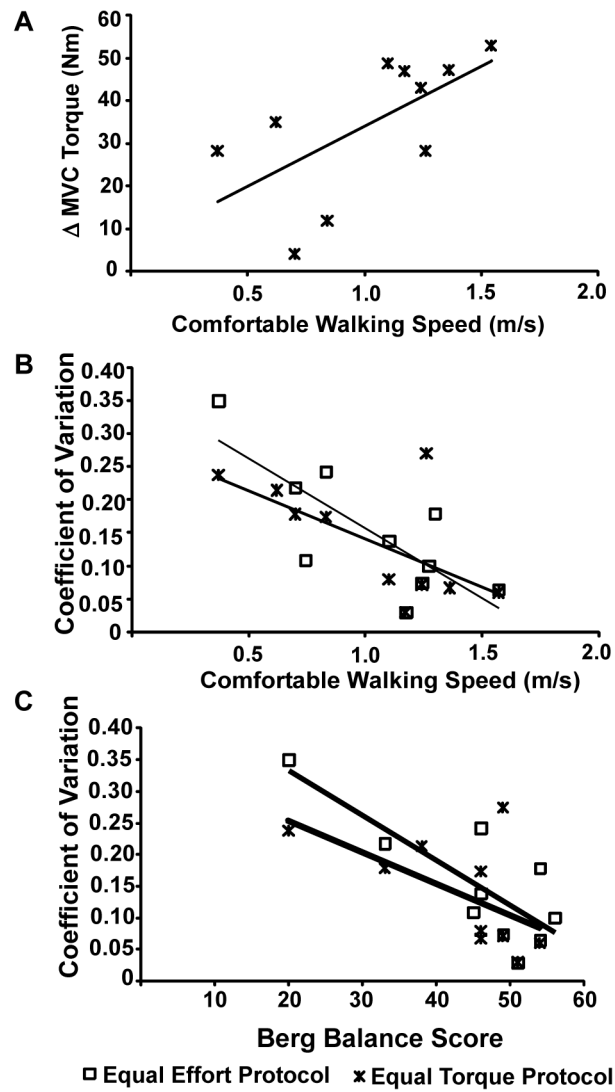 A
Δ MVC Torque (Nm)
60
50
40
30
20
10
0
0.5 1.0 1.5 2.0
Comfortable Walking Speed (m/s)
B
Coefficient of Variation
0.40
0.35
0.30
0.25
0.20
0.15
0.10
0.05
0
0.5 1.0 1.5 2.0
Comfortable Walking Speed (m/s)
C
Coefficient of Variation
0.40
0.35
0.30
0.25
0.20
0.15
0.10
0.05
0.0
10 20 30 40 50 60
Berg Balance Score
Equal Effort Protocol Equal Torque Protocol